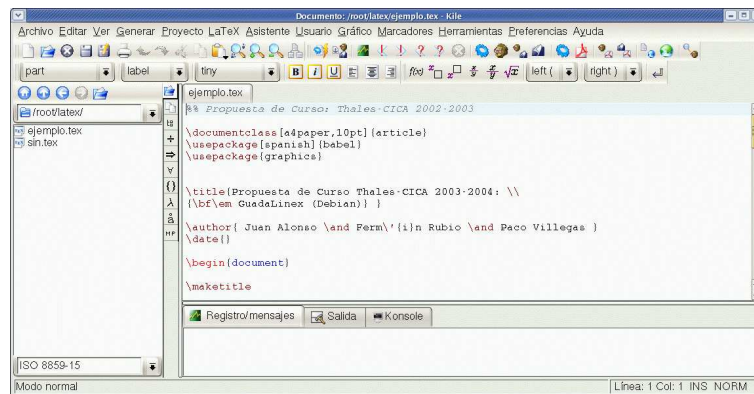 Documento: /root/latex/ejemplo.tex - Kile
Archivo Editar Ver Generar Proyecto LaTeX Asistente Usuario Gráfico Marcadores Herramientas Preferencias Ayuda
part label tiny B I U f(x) left ( right )
ejemplo.tex
/root/latex/
ejemplo.tex
sin.tex
%% Propuesta de Curso: Thales-CICA 2002-2003
\documentclass[a4paper,10pt]{article}
\usepackage[spanish]{babel}
\usepackage{graphics}
\title{Propuesta de Curso Thales-CICA 2003-2004: \\
{\bf\em GuadaLinex (Debian)} }
\author{ Juan Alonso \and Ferm\'{i}n Rubio \and Paco Villegas }
\date{}
\begin{document}
\maketitle
Registro/mensajes Salida Konsole
ISO 8859-15
Modo normal
Línea: 1 Col: 1 INS NORM